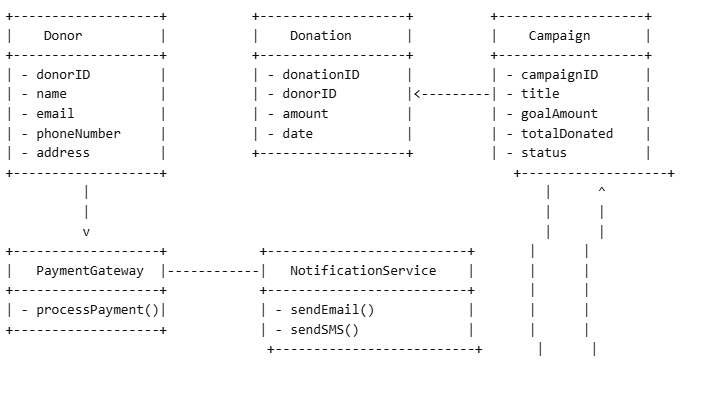 Donor Donation Campaign
- donorID - donationID - campaignID
- name - donorID - title
- email - amount - goalAmount
- phoneNumber - date - totalDonated
- address - status
PaymentGateway NotificationService
- processPayment() - sendEmail()
- sendSMS()